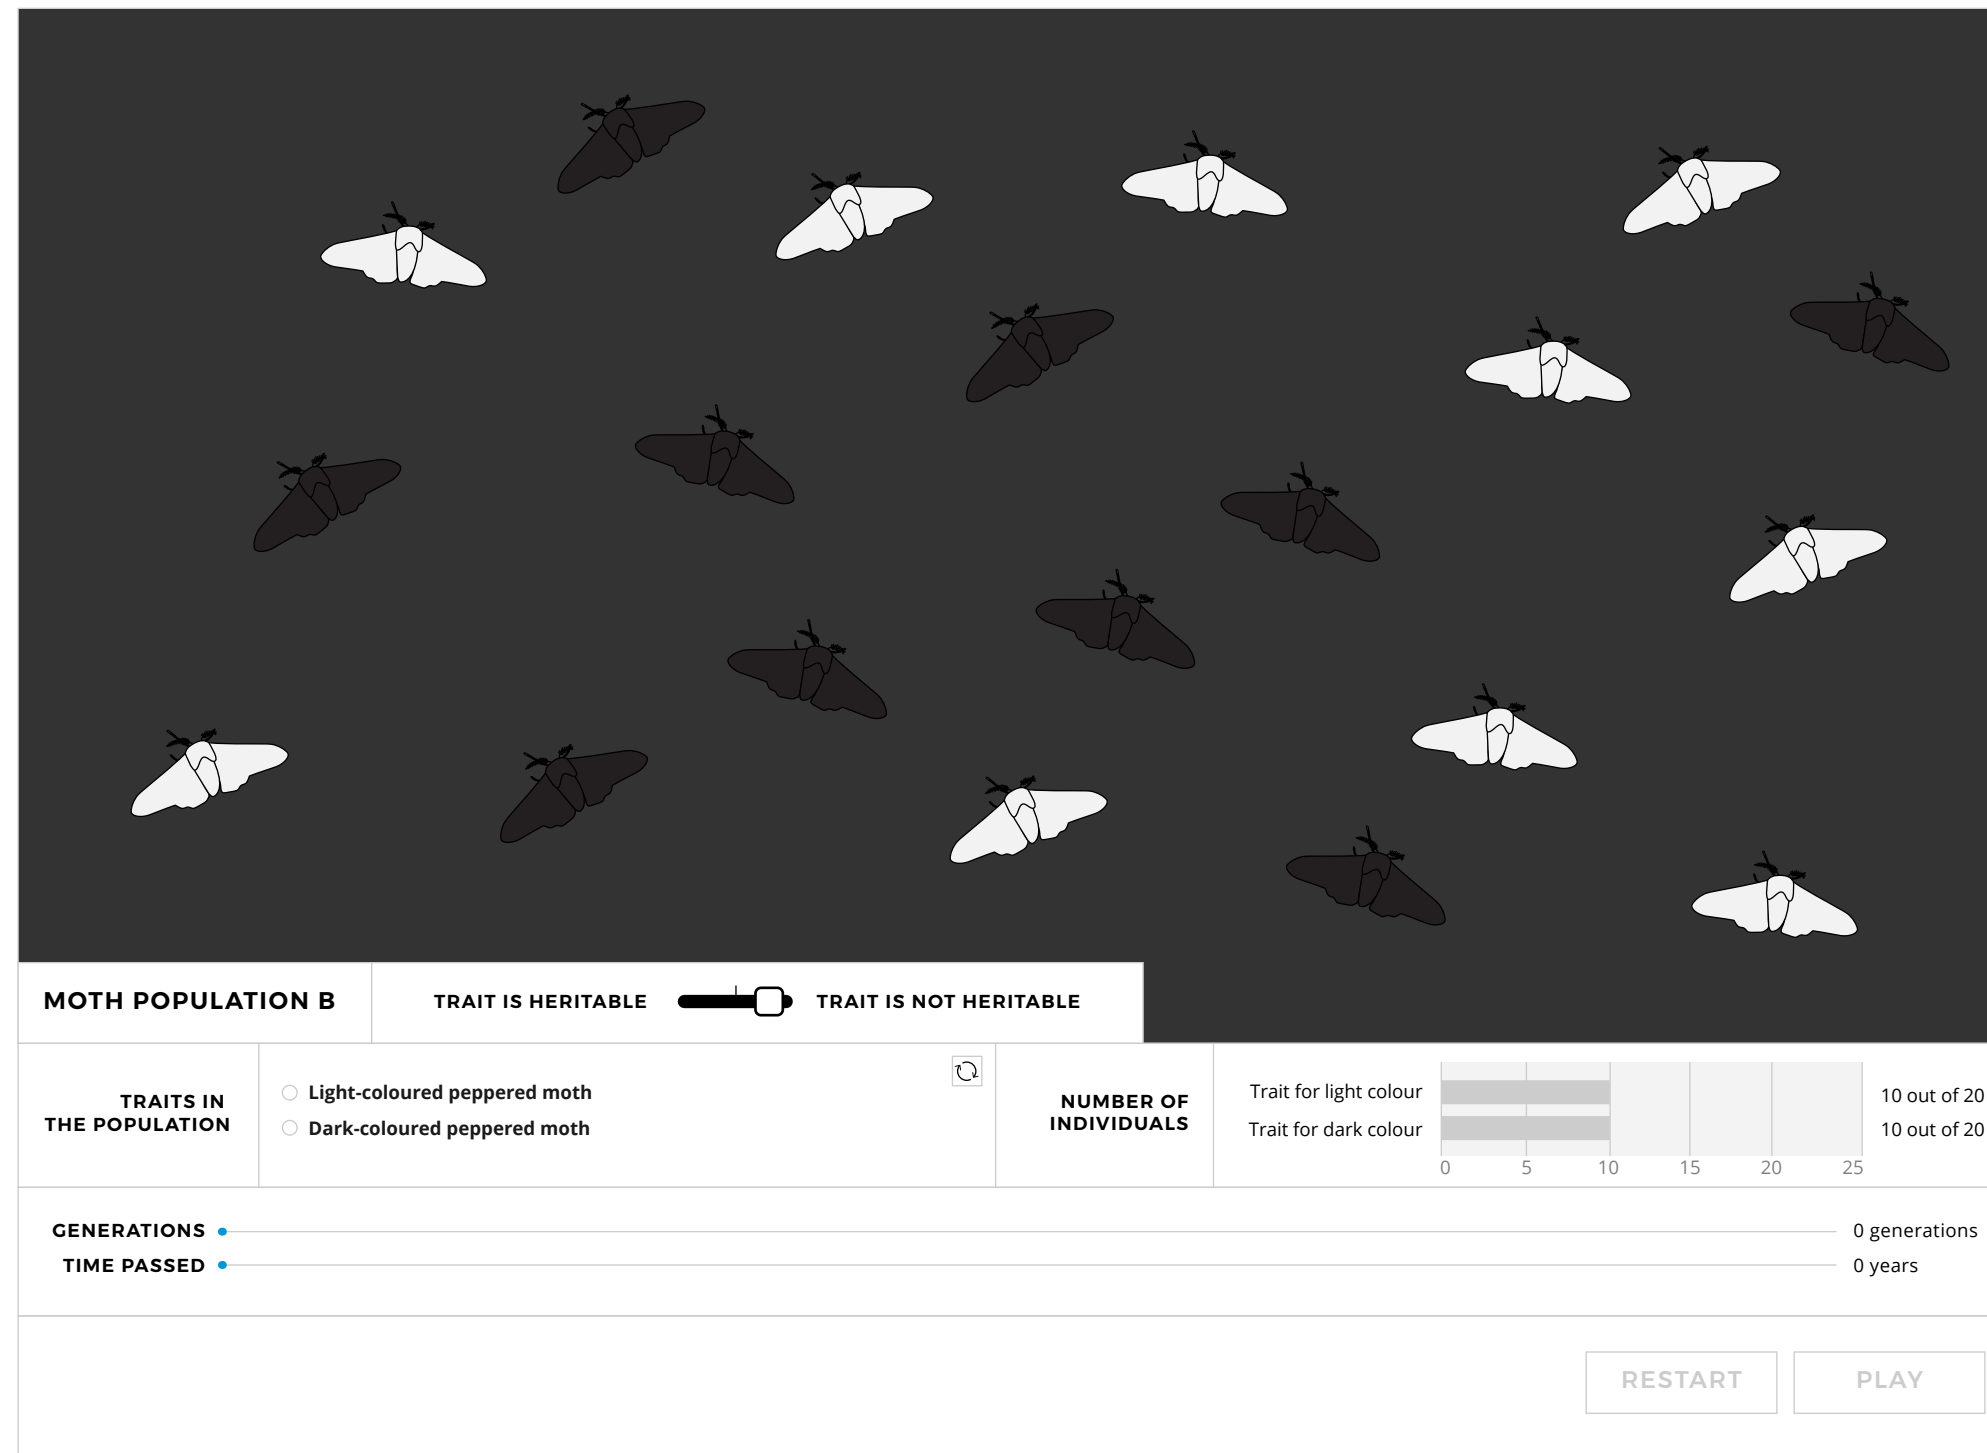 MOTH POPULATION B
TRAIT IS HERITABLE
TRAIT IS NOT HERITABLE
TRAITS IN
THE POPULATION
Light-coloured peppered moth
Dark-coloured peppered moth
NUMBER OF
INDIVIDUALS
Trait for light colour
10 out of 20
Trait for dark colour
10 out of 20
0 5 10 15 20 25
GENERATIONS
0 generations
TIME PASSED
0 years
RESTART
PLAY